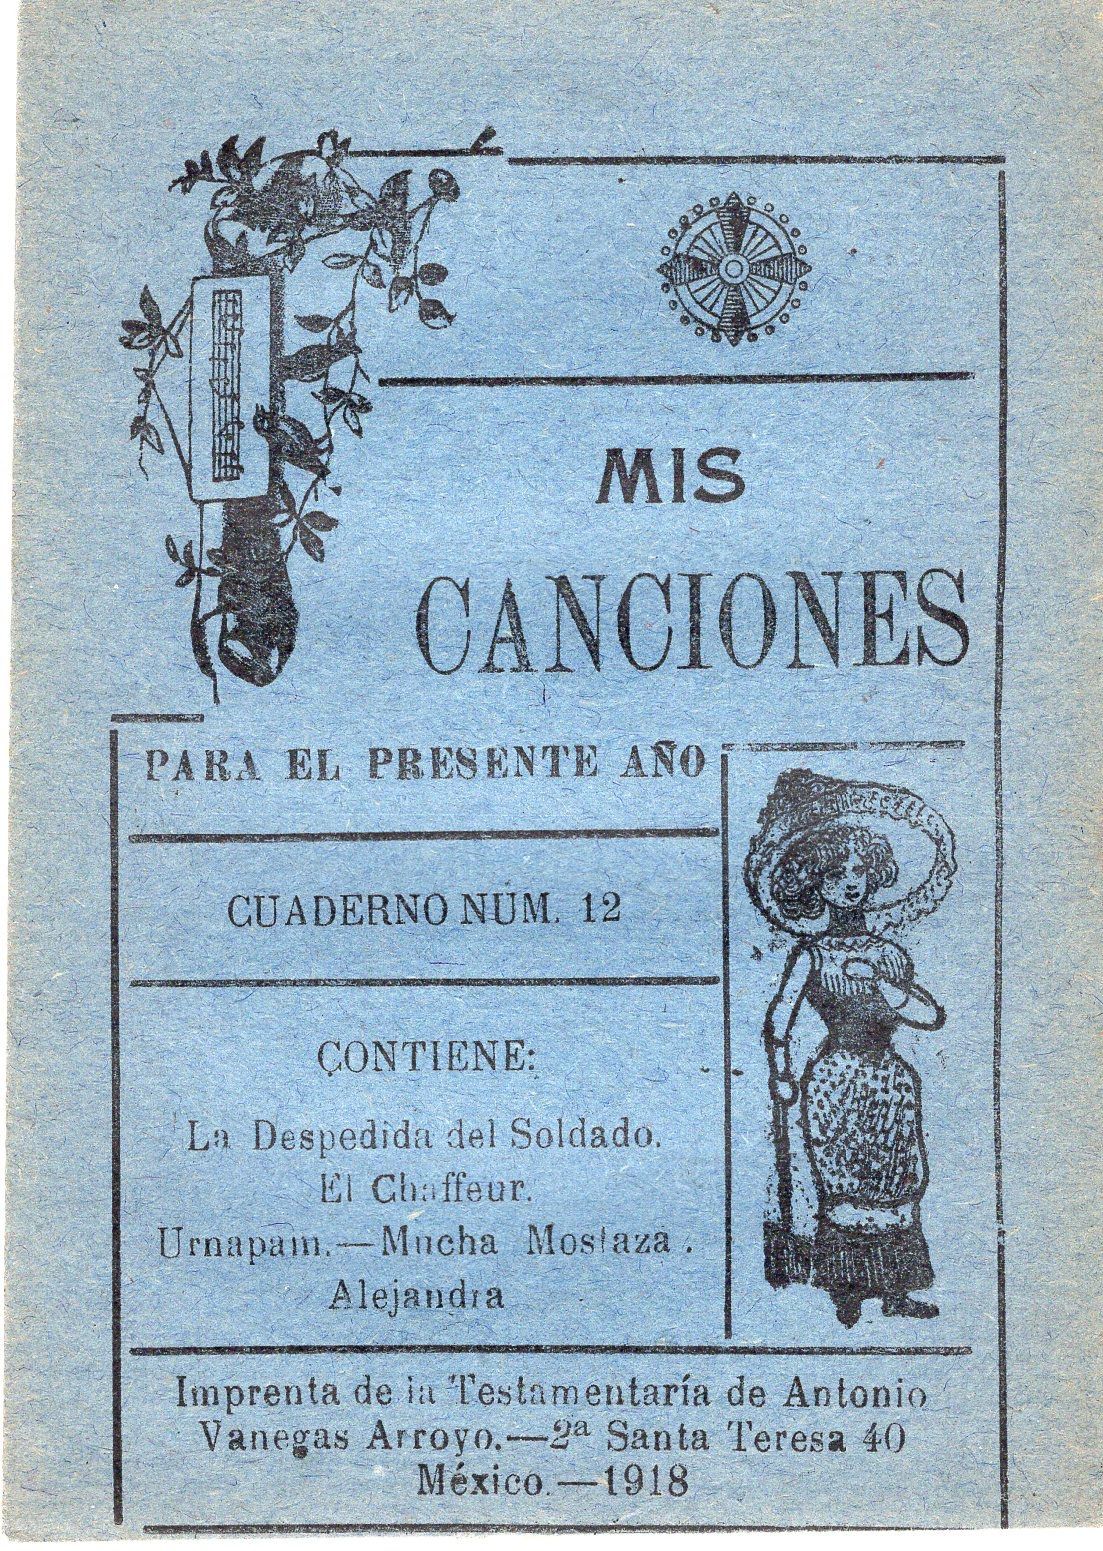 MIS
CANCIONES
PARA EL PRESENTE AÑO
CUADERNO NÚM. 12
CONTIENE:
La Despedida del Soldado.
El Chaffeur.
Urnapam.—Mucha Mostaza.
Alejandra
Imprenta de la Testamentaría de Antonio
Vanegas Arroyo.—2ª Santa Teresa 40
México.—1918